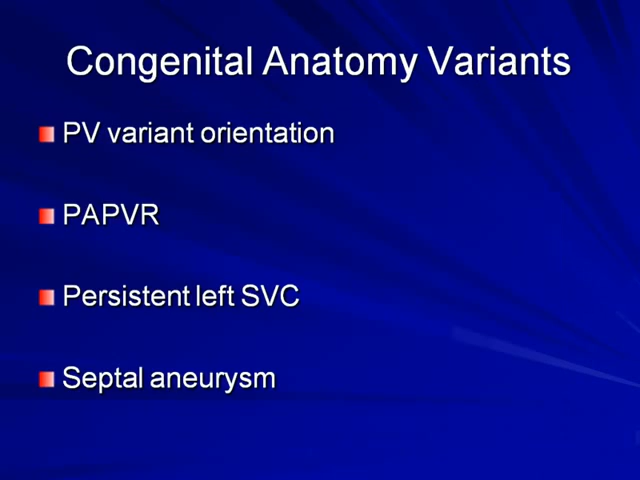 Congenital Anatomy Variants
PV variant orientation
PAPVR
Persistent left SVC
Septal aneurysm